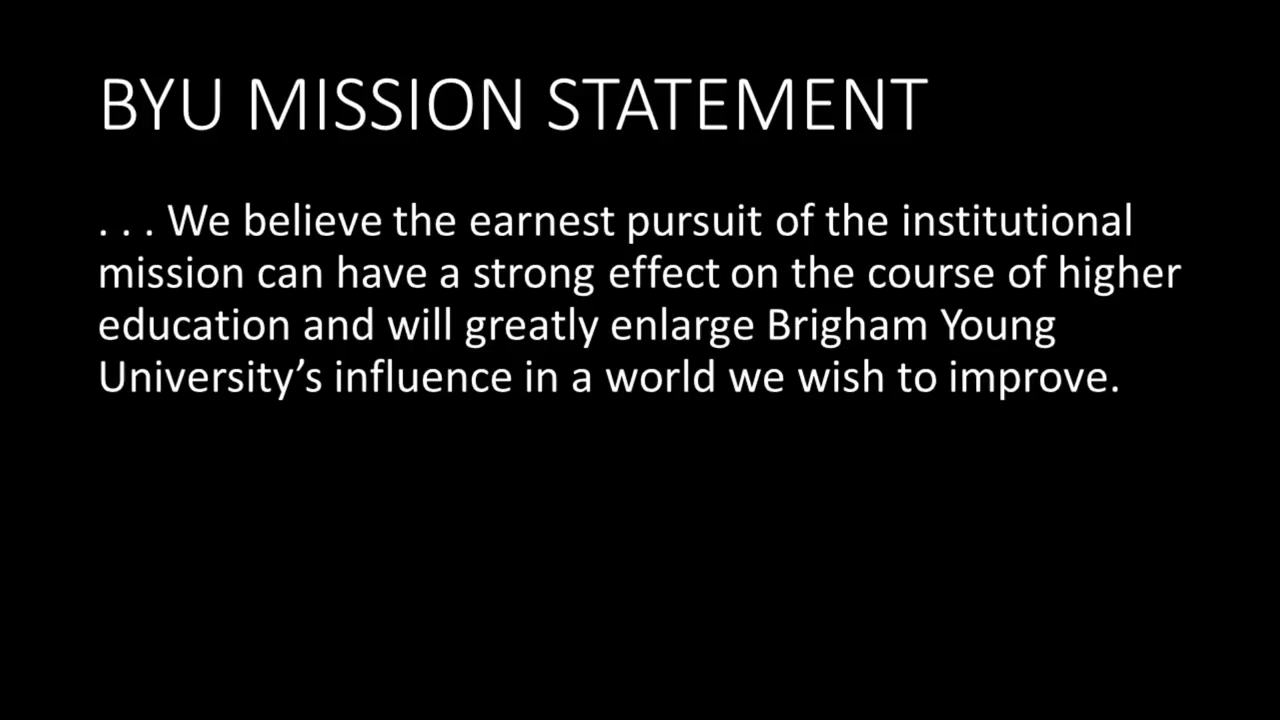 BYU MISSION STATEMENT
. . . We believe the earnest pursuit of the institutional
mission can have a strong effect on the course of higher
education and will greatly enlarge Brigham Young
University’s influence in a world we wish to improve.